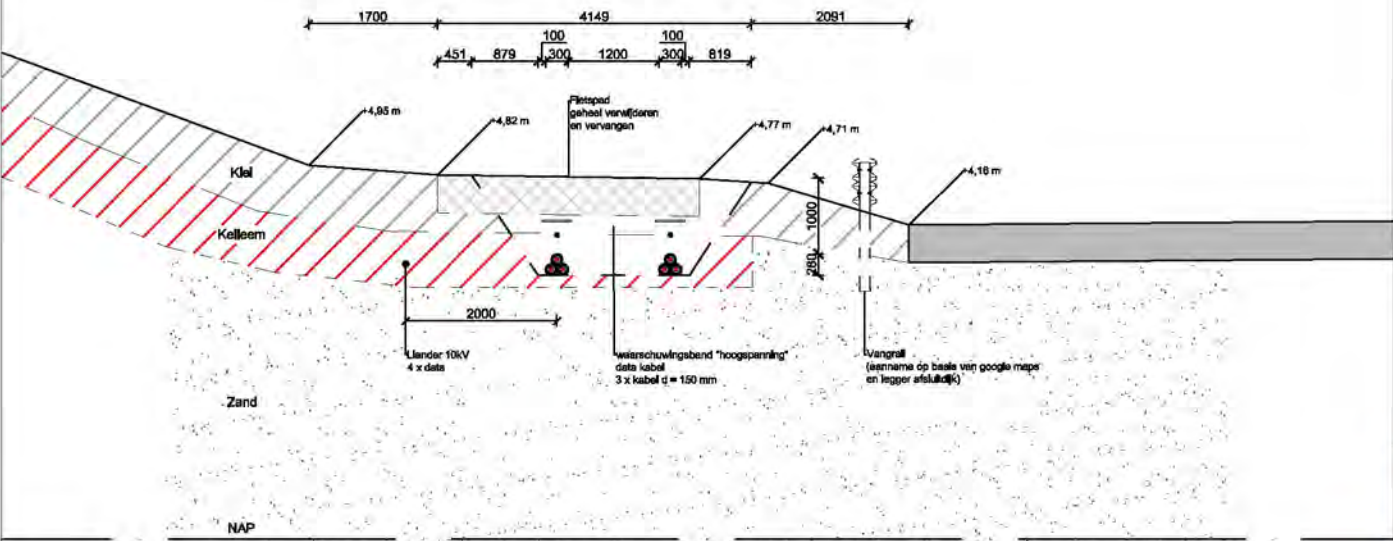 1700 4149 2091
100 100
451 879 300 1200 300 819
Fietspad
geheel verwijderen
en vervangen
+4,95 m
+4,82 m
+4,77 m
+4,71 m
+4,16 m
Klei
Keileem
1000
280
2000
Liander 10kV
4 x data
waarschuwingsband "hoogspanning"
data kabel
3 x kabel d = 150 mm
Vangrail
(aanname op basis van google maps
en legger afsluitdijk)
Zand
NAP